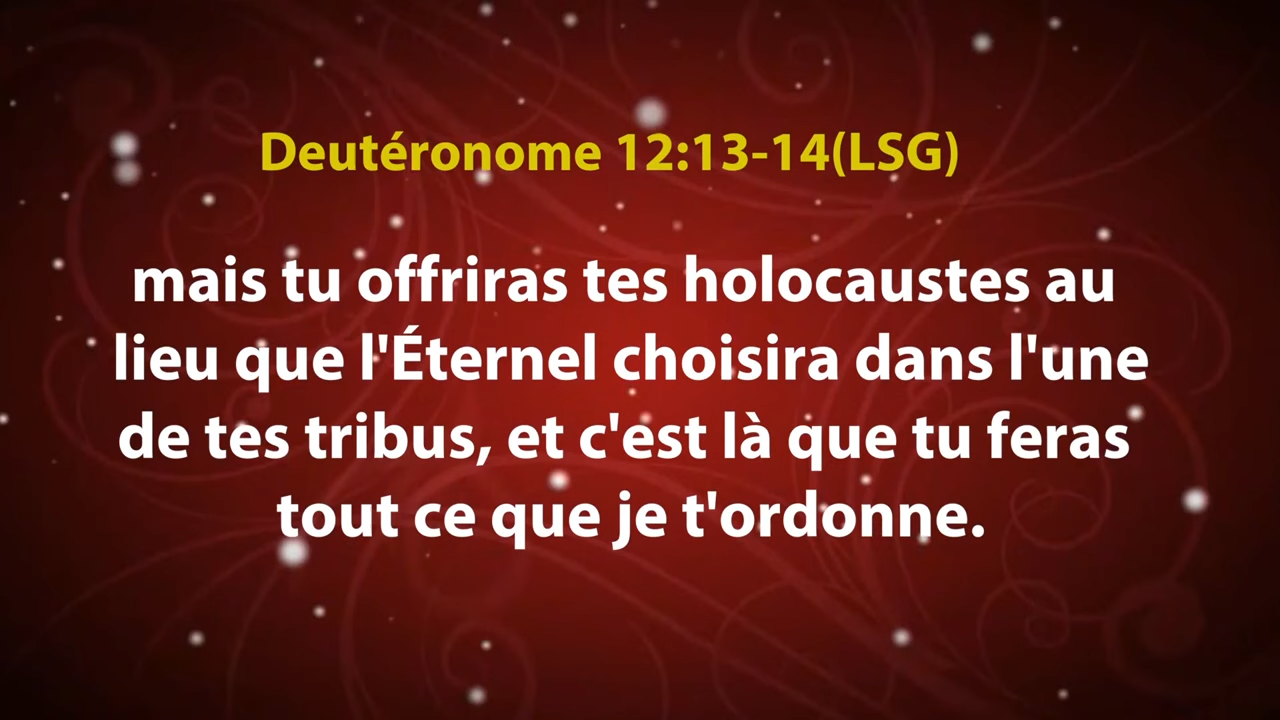 Deutéronome 12:13-14(LSG)
mais tu offriras tes holocaustes au
lieu que l'Éternel choisira dans l'une
de tes tribus, et c'est là que tu feras
tout ce que je t'ordonne.